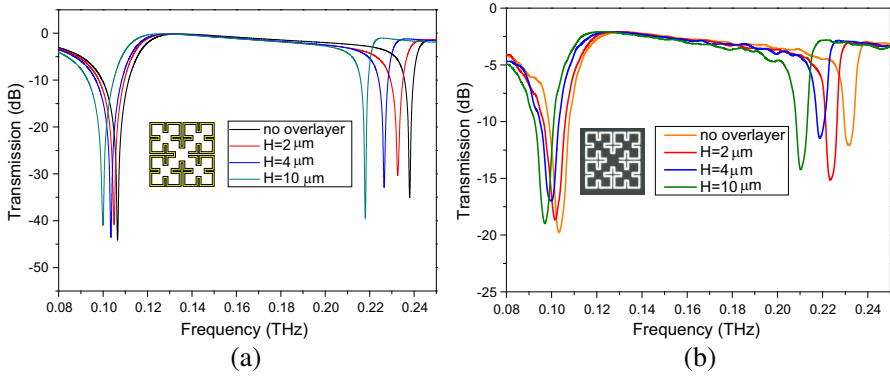 0
-10
-20
-30
-40
-50
Transmission (dB)
no overlayer
H=2 μm
H=4 μm
H=10 μm
0.08 0.10 0.12 0.14 0.16 0.18 0.20 0.22 0.24
Frequency (THz)
(a)
0
-5
-10
-15
-20
-25
Transmission (dB)
no overlayer
H=2 μm
H=4 μm
H=10 μm
0.08 0.10 0.12 0.14 0.16 0.18 0.20 0.22 0.24
Frequency (THz)
(b)